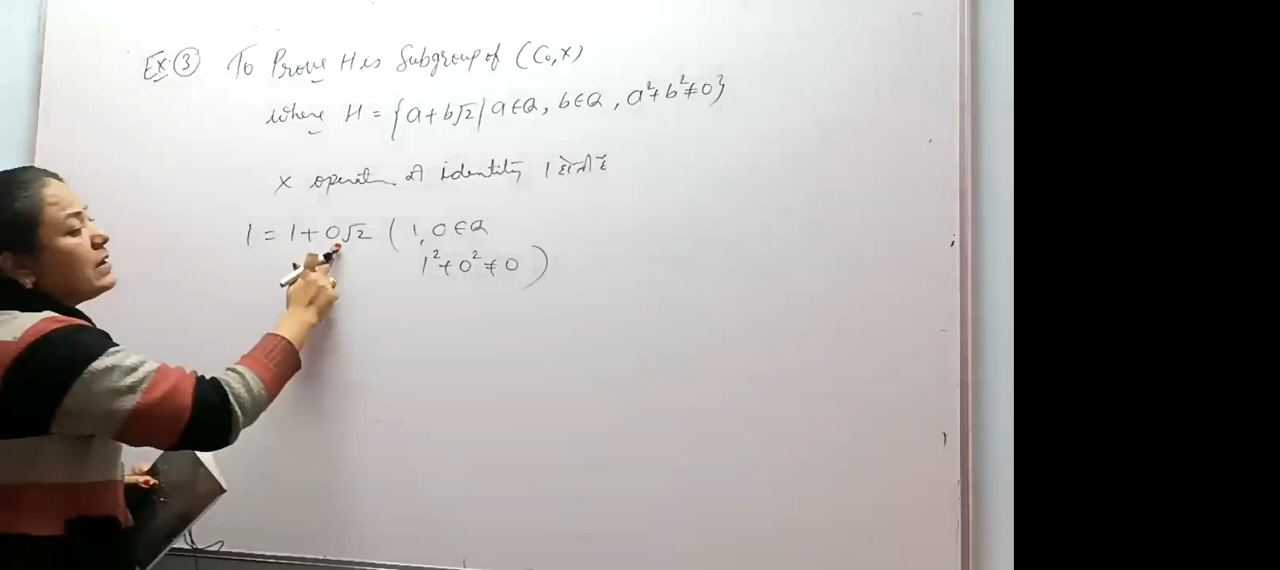 Ex. ③ To Prove H is Subgroup of (C₀, ×)
where H = {a + b√2 | a ∈ Q, b ∈ Q, a² + b² ≠ 0}
× operation की identity 1 होती है
1 = 1 + 0√2 ( 1, 0 ∈ Q
1² + 0² ≠ 0 )